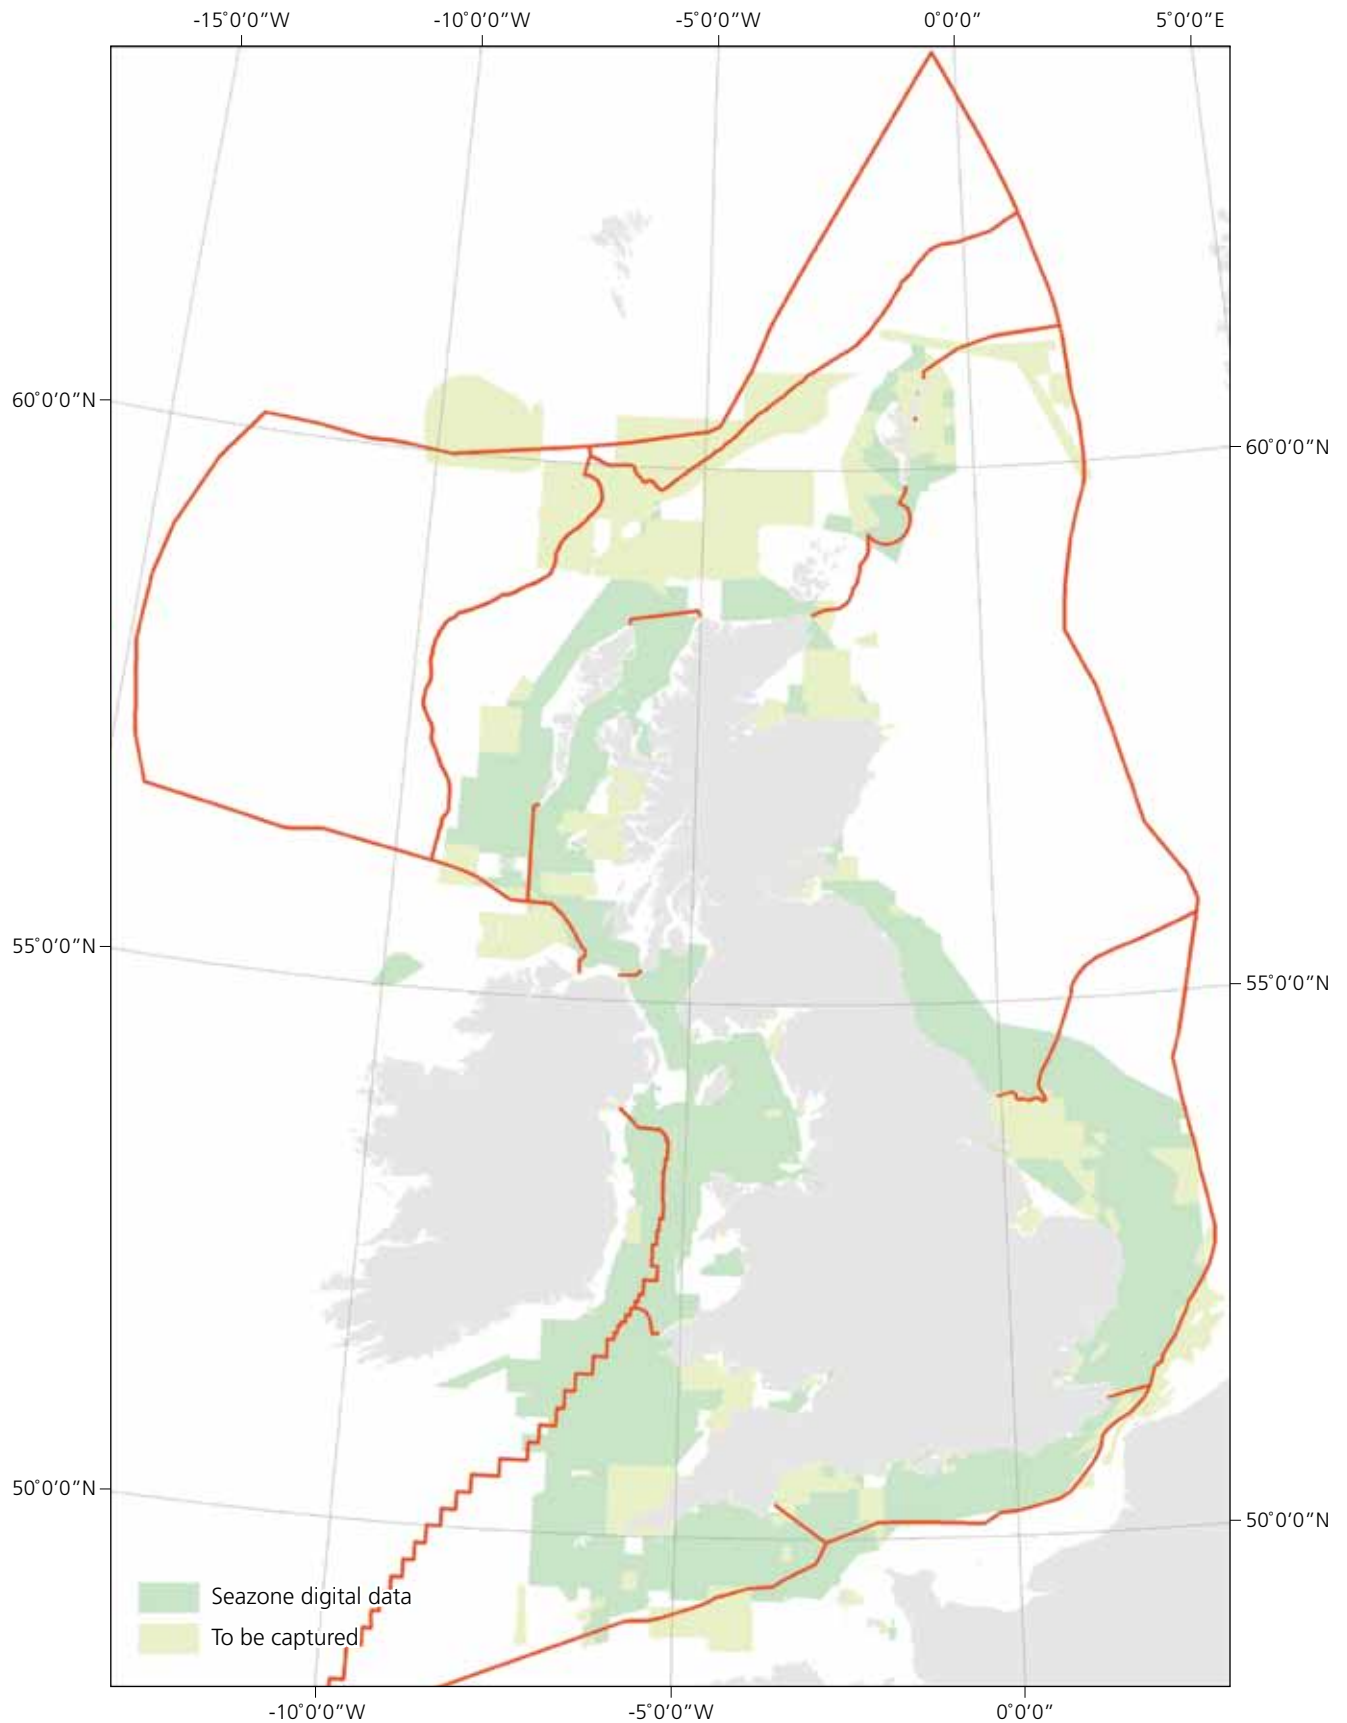 -15˚0′0″W -10˚0′0″W -5˚0′0″W 0˚0′0″ 5˚0′0″E
60˚0′0″N
60˚0′0″N
55˚0′0″N
55˚0′0″N
50˚0′0″N
50˚0′0″N
Seazone digital data
To be captured
-10˚0′0″W -5˚0′0″W 0˚0′0″